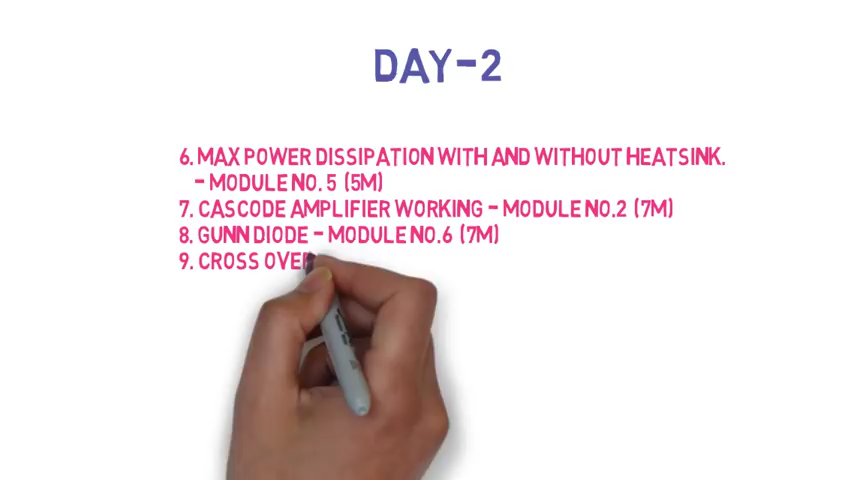 DAY-2
6. MAX POWER DISSIPATION WITH AND WITHOUT HEATSINK.
- MODULE NO. 5 (5M)
7. CASCODE AMPLIFIER WORKING - MODULE NO.2 (7M)
8. GUNN DIODE - MODULE NO.6 (7M)
9. CROSS